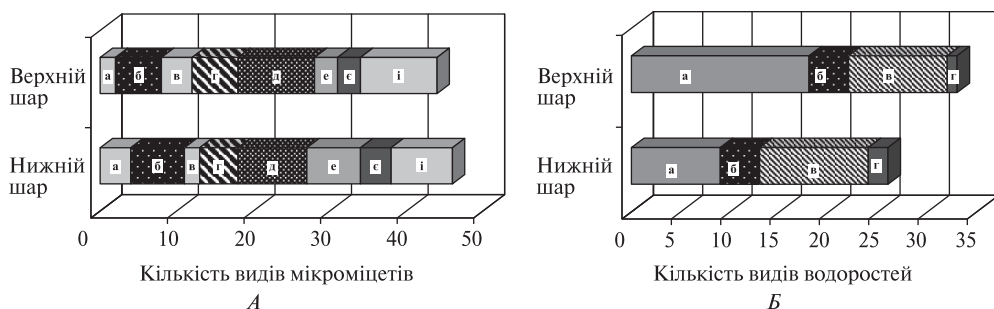 Верхній
шар
а б в г д е є і
Нижній
шар
а б в г д е є і
0 10 20 30 40 50
Кількість видів мікроміцетів
А
Верхній
шар
а б в г
Нижній
шар
а б в г
0 5 10 15 20 25 30 35
Кількість видів водоростей
Б